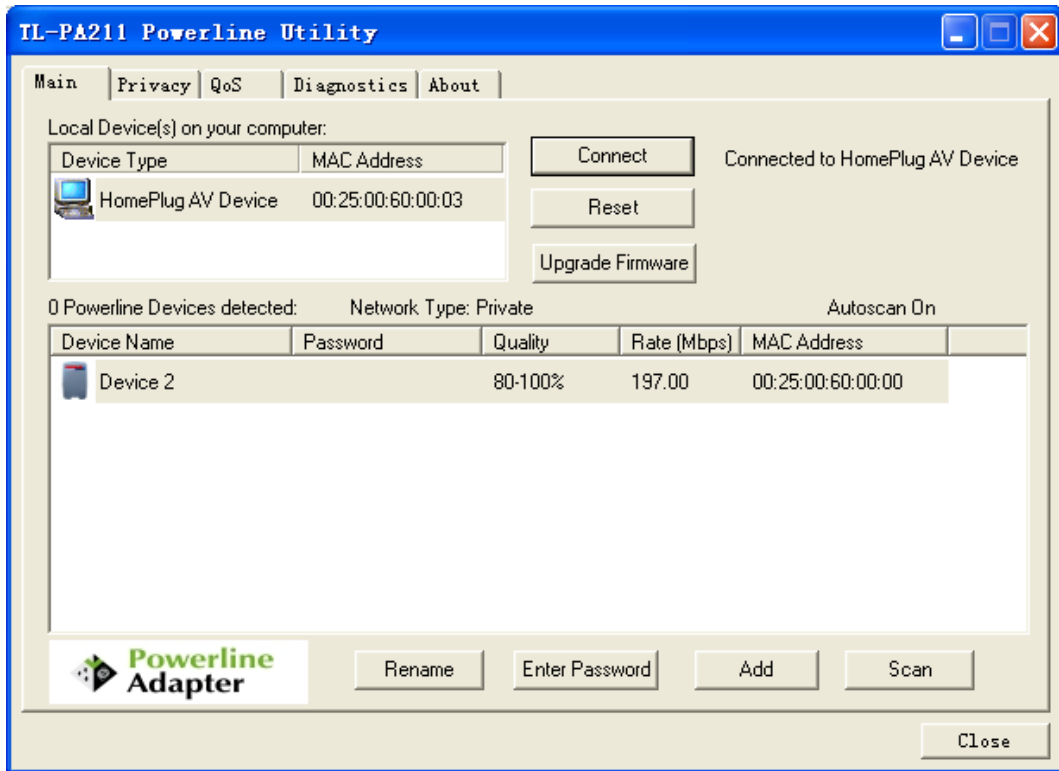 TL-PA211 Powerline Utility
Main Privacy QoS Diagnostics About
Local Device(s) on your computer:
Device Type MAC Address
HomePlug AV Device 00:25:00:60:00:03
Connect
Connected to HomePlug AV Device
Reset
Upgrade Firmware
0 Powerline Devices detected: Network Type: Private Autoscan On
Device Name Password Quality Rate (Mbps) MAC Address
Device 2 80-100% 197.00 00:25:00:60:00:00
Powerline
Adapter
Rename Enter Password Add Scan
Close